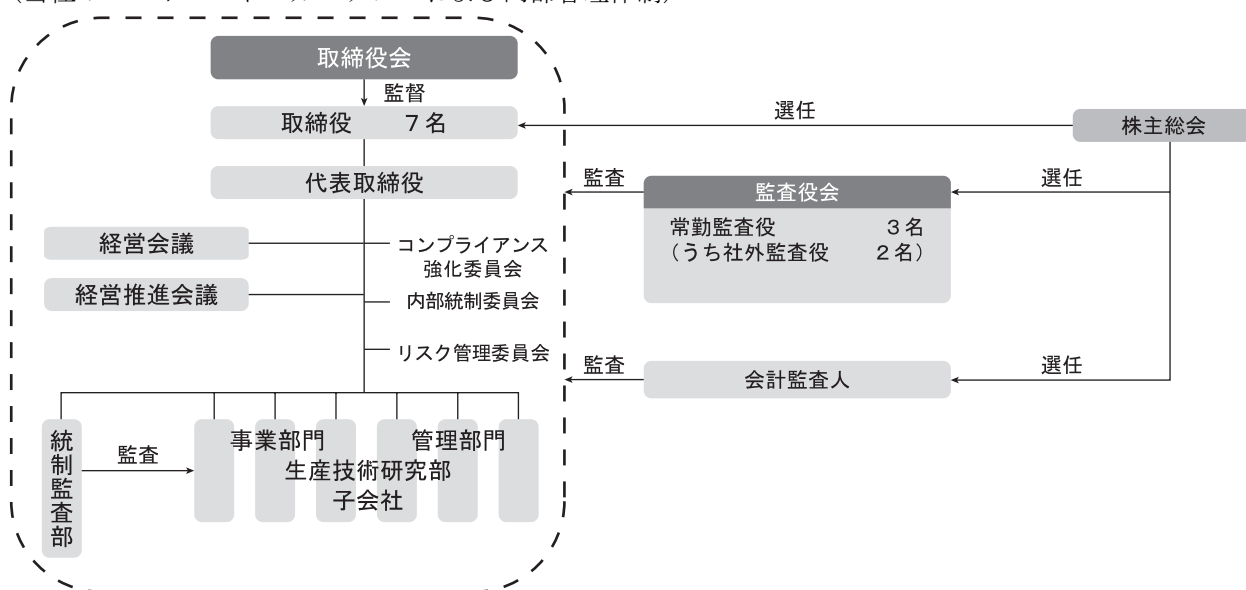 取締役会
監督
取締役 7名
選任
株主総会
代表取締役
監査
監査役会
選任
常勤監査役 3名
(うち社外監査役 2名)
経営会議
コンプライアンス
強化委員会
経営推進会議
内部統制委員会
リスク管理委員会
監査
会計監査人
選任
統制監査部
監査
事業部門 管理部門
生産技術研究部
子会社